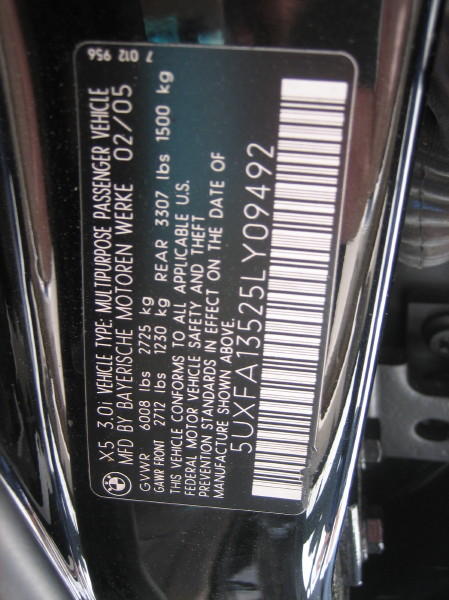 7 012 956
X5 3.0i VEHICLE TYPE: MULTIPURPOSE PASSENGER VEHICLE
MFD BY BAYERISCHE MOTOREN WERKE 02/05
GVWR 6008 lbs 2725 kg
GAWR FRONT 2712 lbs 1230 kg REAR 3307 lbs 1500 kg
THIS VEHICLE CONFORMS TO ALL APPLICABLE U.S.
FEDERAL MOTOR VEHICLE SAFETY AND THEFT
PREVENTION STANDARDS IN EFFECT ON THE DATE OF
MANUFACTURE SHOWN ABOVE
5UXFA13525LY09492